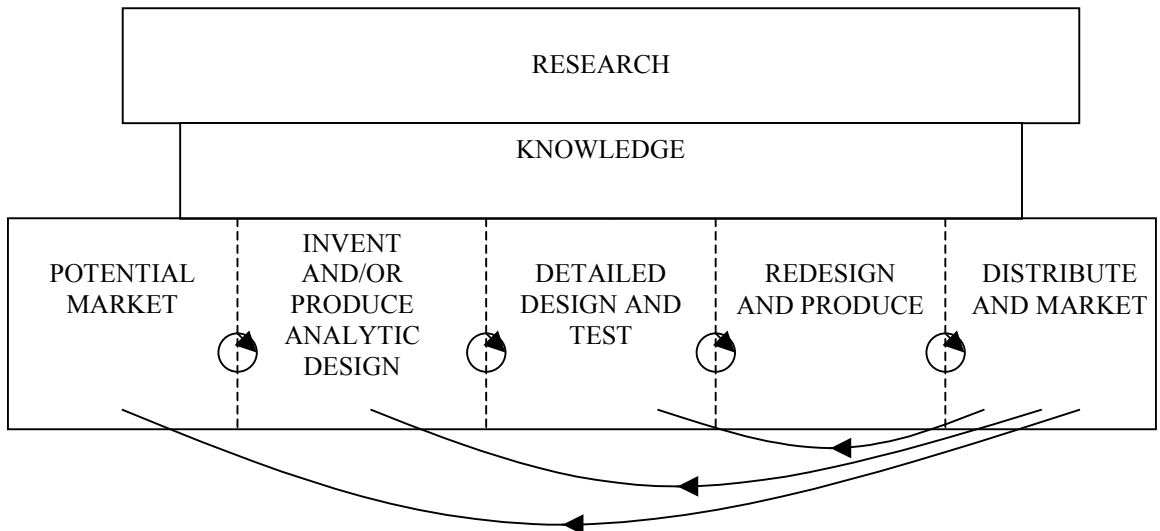 RESEARCH
KNOWLEDGE
POTENTIAL
MARKET
INVENT
AND/OR
PRODUCE
ANALYTIC
DESIGN
DETAILED
DESIGN AND
TEST
REDESIGN
AND PRODUCE
DISTRIBUTE
AND MARKET